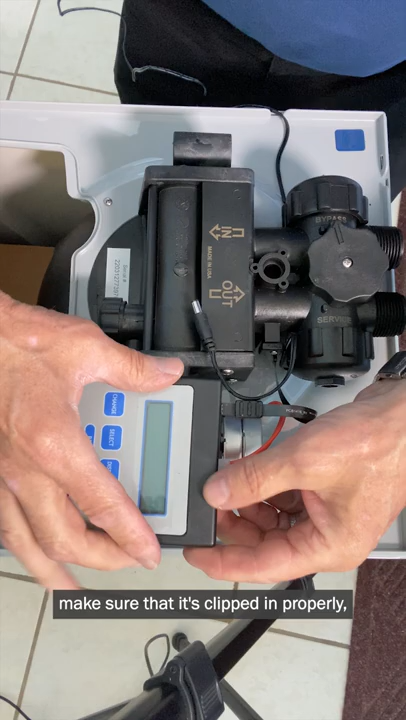 BYPASS
IN
MADE IN USA
OUT
SERVICE
CHANGE
SELECT
make sure that it's clipped in properly,